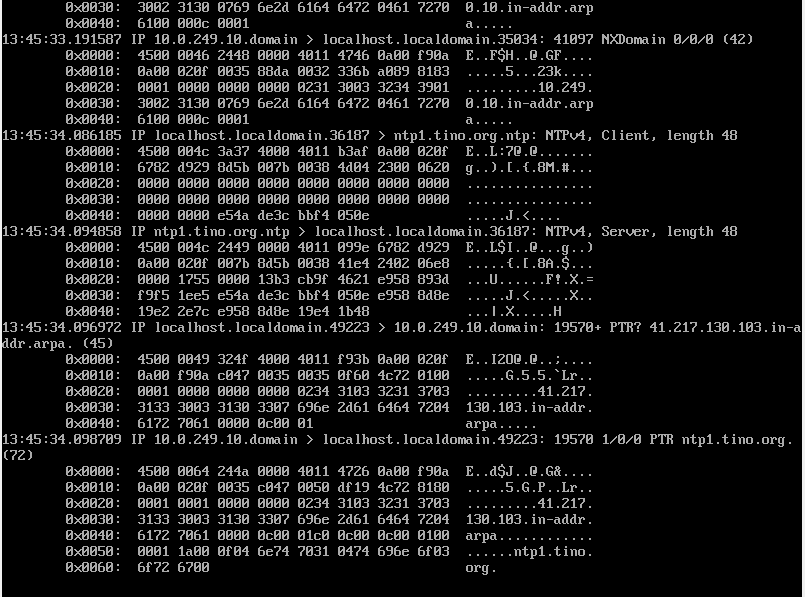 0x0030: 3002 3130 0769 6e2d 6164 6472 0461 7270 0.10.in-addr.arp
0x0040: 6100 000c 0001 a.....
13:45:33.191587 IP 10.0.249.10.domain > localhost.localdomain.35034: 41097 NXDomain 0/0/0 (42)
0x0000: 4500 0046 2448 0000 4011 4746 0a00 f90a E..F$H..@.GF....
0x0010: 0a00 020f 0035 88da 0032 336b a089 8183 .....5...23k....
0x0020: 0001 0000 0000 0000 0231 3003 3234 3901 .........10.249.
0x0030: 3002 3130 0769 6e2d 6164 6472 0461 7270 0.10.in-addr.arp
0x0040: 6100 000c 0001 a.....
13:45:34.086185 IP localhost.localdomain.36187 > ntp1.tino.org.ntp: NTPv4, Client, length 48
0x0000: 4500 004c 3a37 4000 4011 b3af 0a00 020f E..L:7@.@.......
0x0010: 6782 d929 8d5b 007b 0038 4d04 2300 0620 g..).[.{.8M.#...
0x0020: 0000 0000 0000 0000 0000 0000 0000 0000 ................
0x0030: 0000 0000 0000 0000 0000 0000 0000 0000 ................
0x0040: 0000 0000 e54a de3c bbf4 050e .....J.<....
13:45:34.094858 IP ntp1.tino.org.ntp > localhost.localdomain.36187: NTPv4, Server, length 48
0x0000: 4500 004c 2449 0000 4011 099e 6782 d929 E..L$I..@...g..)
0x0010: 0a00 020f 007b 8d5b 0038 41e4 2402 06e8 .....{.[.8A.$...
0x0020: 0000 1755 0000 13b3 cb9f 4621 e958 893d ...U......F!.X.=
0x0030: f9f5 1ee5 e54a de3c bbf4 050e e958 8d8e .....J.<.....X..
0x0040: 19e2 2e7c e958 8d8e 19e4 1b48 ...|.X.....H
13:45:34.096972 IP localhost.localdomain.49223 > 10.0.249.10.domain: 19570+ PTR? 41.217.130.103.in-a
ddr.arpa. (45)
0x0000: 4500 0049 324f 4000 4011 f93b 0a00 020f E..I2O@.@..;....
0x0010: 0a00 f90a c047 0035 0035 0f60 4c72 0100 .....G.5.5.`Lr..
0x0020: 0001 0000 0000 0000 0234 3103 3231 3703 .........41.217.
0x0030: 3133 3003 3130 3307 696e 2d61 6464 7204 130.103.in-addr.
0x0040: 6172 7061 0000 0c00 01 arpa.....
13:45:34.098709 IP 10.0.249.10.domain > localhost.localdomain.49223: 19570 1/0/0 PTR ntp1.tino.org.
(72)
0x0000: 4500 0064 244a 0000 4011 4726 0a00 f90a E..d$J..@.G&....
0x0010: 0a00 020f 0035 c047 0050 df19 4c72 8180 .....5.G.P..Lr..
0x0020: 0001 0001 0000 0000 0234 3103 3231 3703 .........41.217.
0x0030: 3133 3003 3130 3307 696e 2d61 6464 7204 130.103.in-addr.
0x0040: 6172 7061 0000 0c00 01c0 0c00 0c00 0100 arpa............
0x0050: 0001 1a00 0f04 6e74 7031 0474 696e 6f03 ......ntp1.tino.
0x0060: 6f72 6700 org.